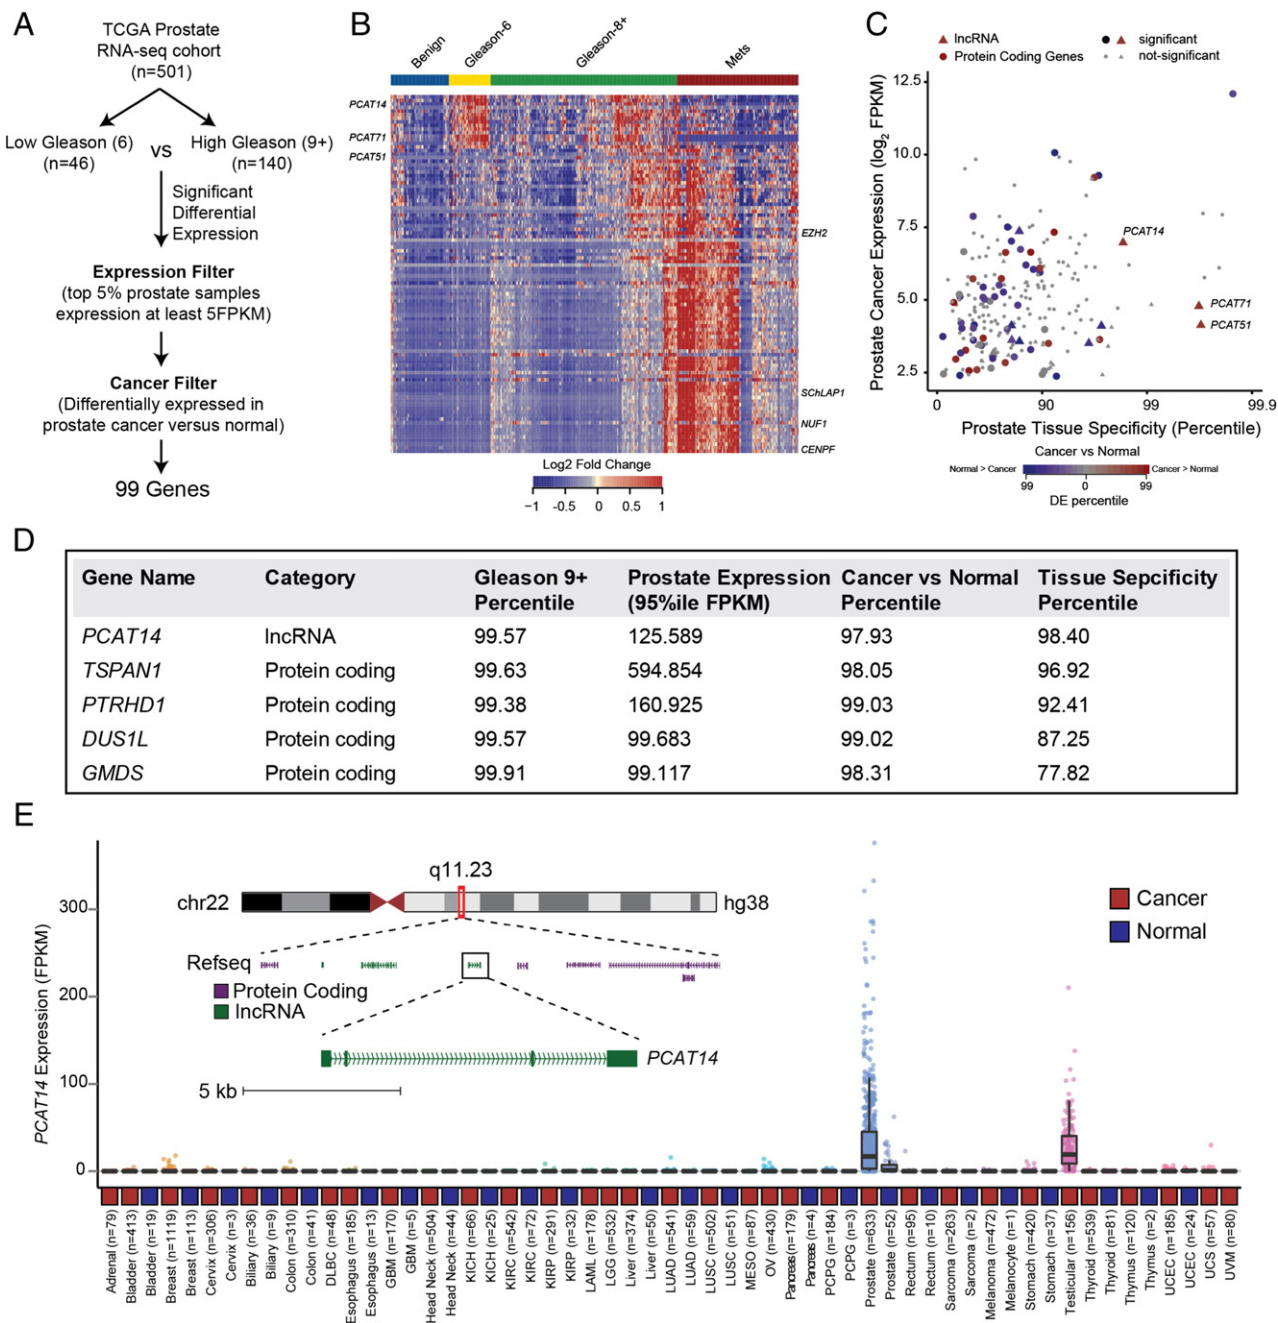 A
TCGA Prostate
RNA-seq cohort
(n=501)
Low Gleason (6)
(n=46)
vs
High Gleason (9+)
(n=140)
Significant
Differential
Expression
Expression Filter
(top 5% prostate samples
expression at least 5FPKM)
Cancer Filter
(Differentially expressed in
prostate cancer versus normal)
99 Genes
B
Benign
Gleason-6
Gleason-8+
Mets
PCAT14
PCAT71
PCAT51
EZH2
SChLAP1
NUF1
CENPF
Log2 Fold Change
−1 -0.5 0 0.5 1
C
lncRNA
Protein Coding Genes
significant
not-significant
Prostate Cancer Expression (log2 FPKM)
12.5
10.0
7.5
5.0
2.5
PCAT14
PCAT71
PCAT51
0 90 99 99.9
Prostate Tissue Specificity (Percentile)
Cancer vs Normal
Normal > Cancer
Cancer > Normal
99 0 99
DE percentile
D
Gene Name Category Gleason 9+ Prostate Expression Cancer vs Normal Tissue Sepcificity
Percentile (95%ile FPKM) Percentile Percentile
PCAT14 lncRNA 99.57 125.589 97.93 98.40
TSPAN1 Protein coding 99.63 594.854 98.05 96.92
PTRHD1 Protein coding 99.38 160.925 99.03 92.41
DUS1L Protein coding 99.57 99.683 99.02 87.25
GMDS Protein coding 99.91 99.117 98.31 77.82
E
PCAT14 Expression (FPKM)
300
200
100
0
q11.23
chr22
hg38
Refseq
Protein Coding
lncRNA
PCAT14
5 kb
Cancer
Normal
Adrenal (n=79)
Bladder (n=413)
Bladder (n=19)
Breast (n=1119)
Breast (n=113)
Cervix (n=306)
Cervix (n=3)
Biliary (n=36)
Biliary (n=9)
Colon (n=310)
Colon (n=41)
DLBC (n=48)
Esophagus (n=185)
Esophagus (n=13)
GBM (n=170)
GBM (n=5)
Head Neck (n=504)
Head Neck (n=44)
KICH (n=66)
KICH (n=25)
KIRC (n=542)
KIRC (n=72)
KIRP (n=291)
KIRP (n=32)
LAML (n=178)
LGG (n=532)
Liver (n=374)
Liver (n=50)
LUAD (n=541)
LUAD (n=59)
LUSC (n=502)
LUSC (n=51)
MESO (n=87)
OV (n=430)
Pancreas (n=179)
Pancreas (n=4)
PCPG (n=184)
PCPG (n=3)
Prostate (n=633)
Prostate (n=52)
Rectum (n=95)
Rectum (n=10)
Sarcoma (n=263)
Sarcoma (n=2)
Melanoma (n=472)
Melanocyte (n=1)
Stomach (n=420)
Stomach (n=37)
Testicular (n=156)
Thyroid (n=539)
Thyroid (n=81)
Thymus (n=120)
Thymus (n=2)
UCEC (n=185)
UCEC (n=24)
UCS (n=57)
UVM (n=80)